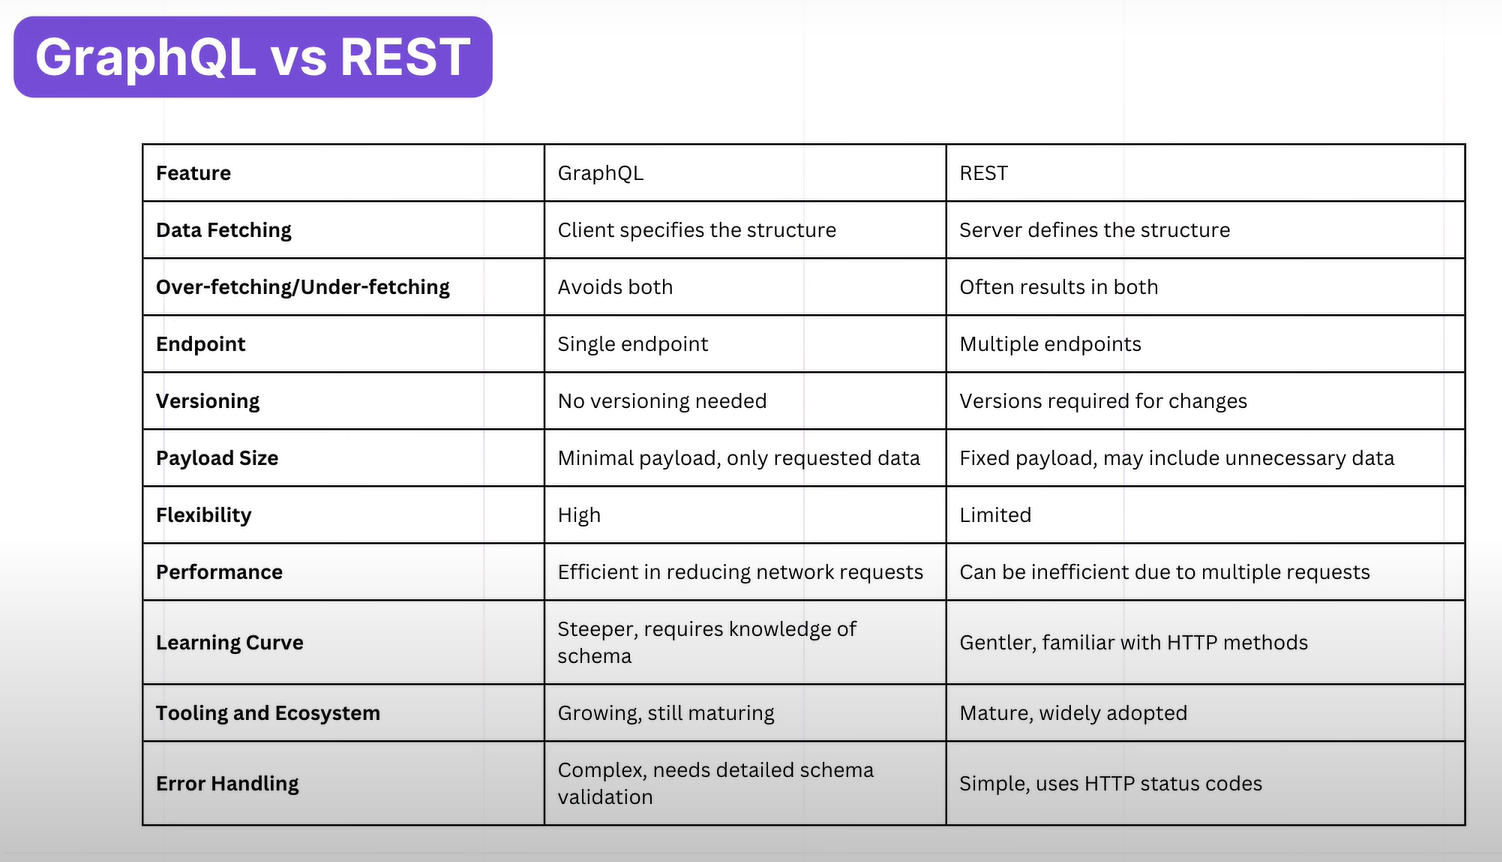 GraphQL vs REST
Feature
GraphQL
REST
Data Fetching
Client specifies the structure
Server defines the structure
Over-fetching/Under-fetching
Avoids both
Often results in both
Endpoint
Single endpoint
Multiple endpoints
Versioning
No versioning needed
Versions required for changes
Payload Size
Minimal payload, only requested data
Fixed payload, may include unnecessary data
Flexibility
High
Limited
Performance
Efficient in reducing network requests
Can be inefficient due to multiple requests
Learning Curve
Steeper, requires knowledge of
schema
Gentler, familiar with HTTP methods
Tooling and Ecosystem
Growing, still maturing
Mature, widely adopted
Error Handling
Complex, needs detailed schema
validation
Simple, uses HTTP status codes